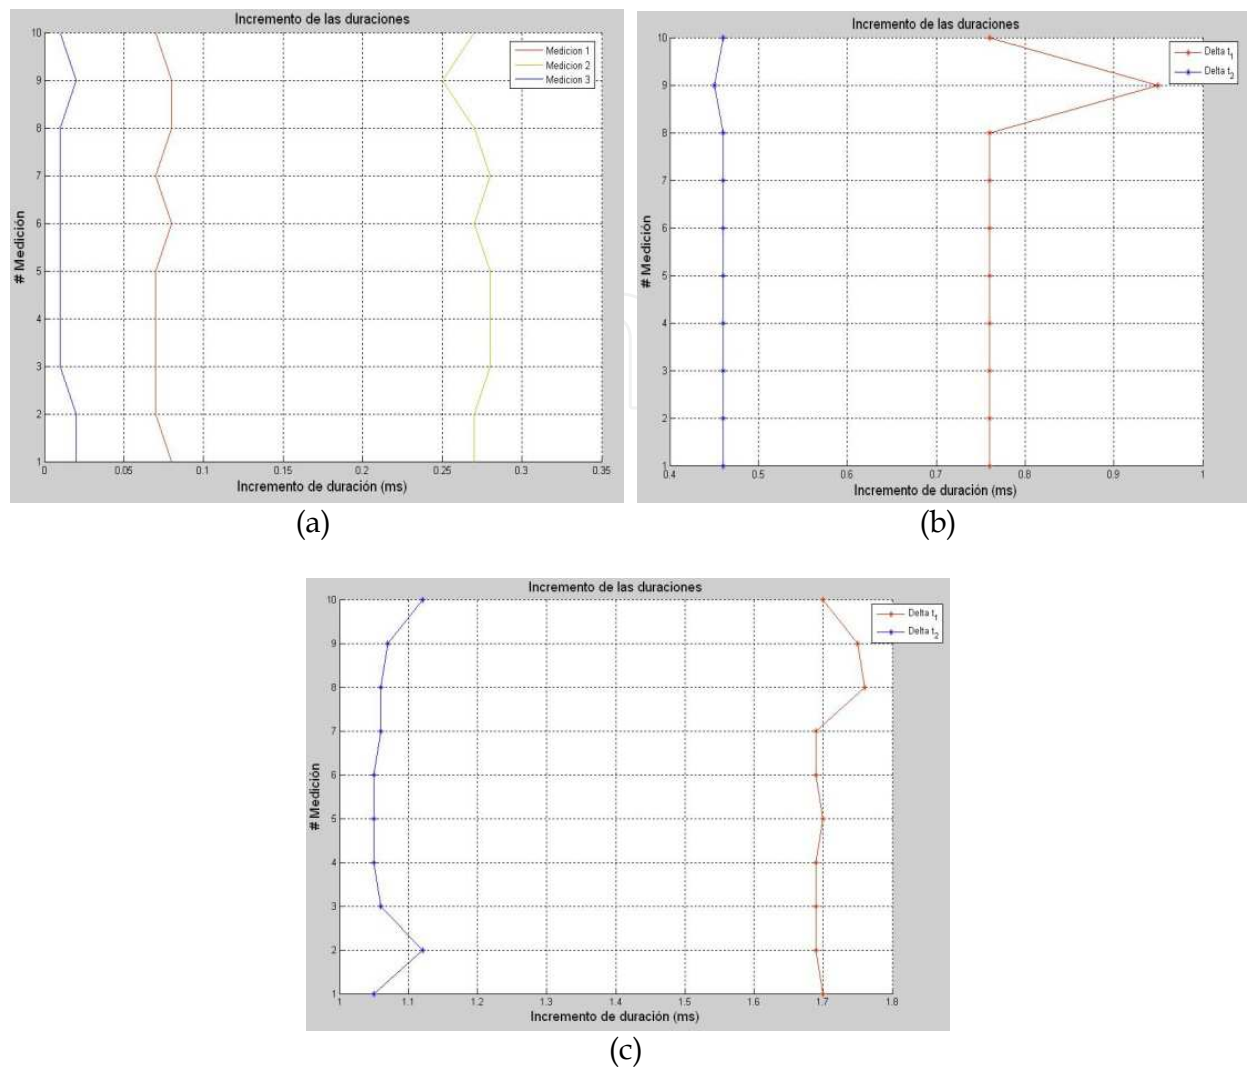 Incremento de las duraciones
10
9
8
7
6
5
4
3
2
1
# Medición
Medicion 1
Medicion 2
Medicion 3
0 0.05 0.1 0.15 0.2 0.25 0.3 0.35
Incremento de duración (ms)
(a)
Incremento de las duraciones
10
9
8
7
6
5
4
3
2
1
# Medición
Delta t1
Delta t2
0.4 0.5 0.6 0.7 0.8 0.9 1
Incremento de duración (ms)
(b)
Incremento de las duraciones
10
9
8
7
6
5
4
3
2
1
# Medición
Delta t1
Delta t2
1 1.1 1.2 1.3 1.4 1.5 1.6 1.7 1.8
Incremento de duración (ms)
(c)